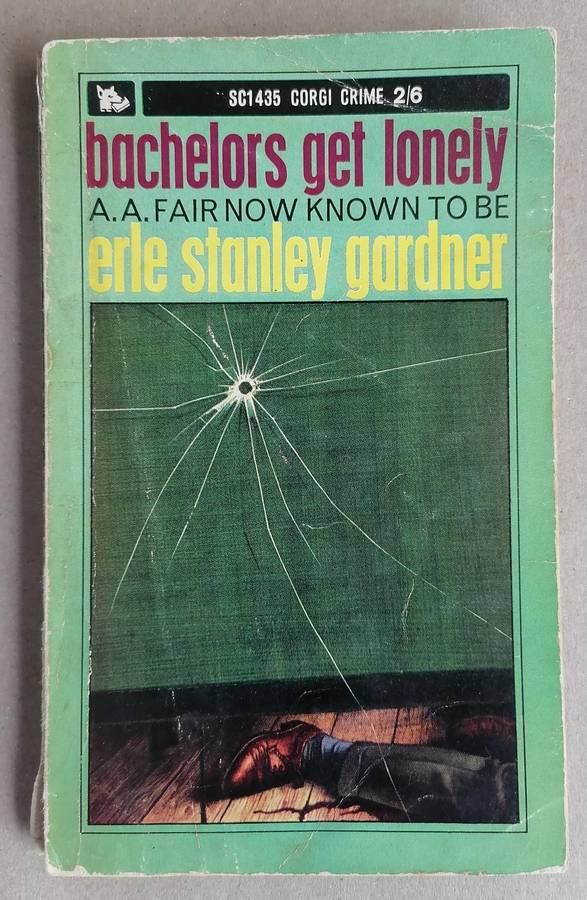 SC1435 CORGI CRIME 2/6
bachelors get lonely
A.A. FAIR NOW KNOWN TO BE
erle stanley gardner